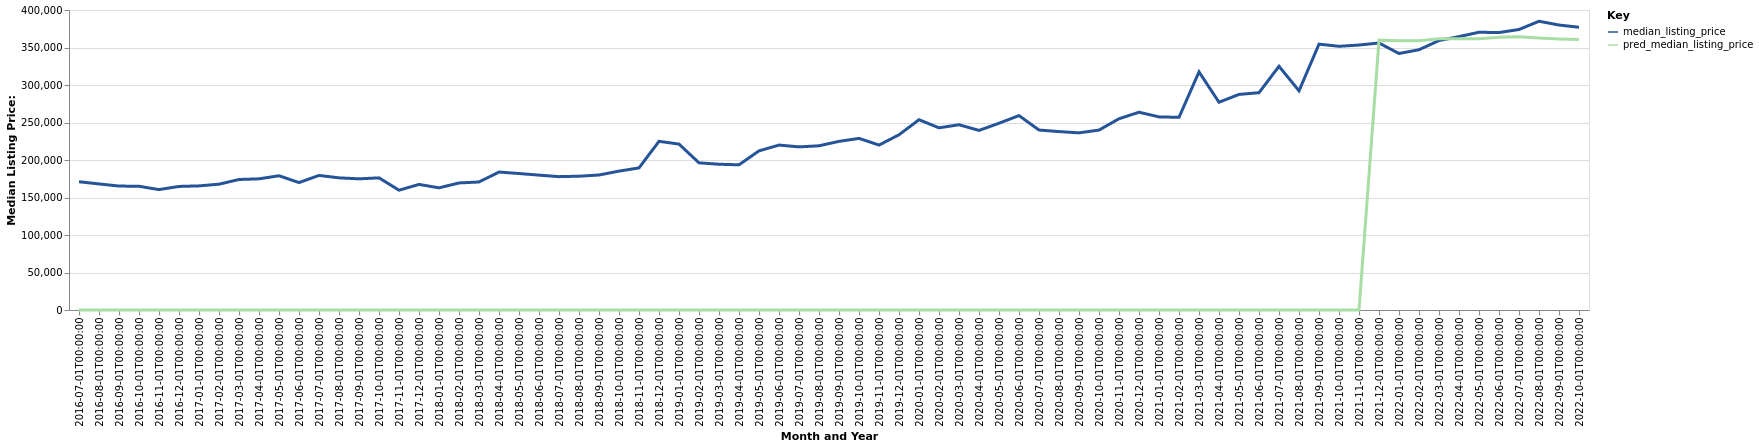 400,000
350,000
300,000
250,000
200,000
150,000
100,000
50,000
0
Median Listing Price:
2016-07-01T00:00:00
2016-08-01T00:00:00
2016-09-01T00:00:00
2016-10-01T00:00:00
2016-11-01T00:00:00
2016-12-01T00:00:00
2017-01-01T00:00:00
2017-02-01T00:00:00
2017-03-01T00:00:00
2017-04-01T00:00:00
2017-05-01T00:00:00
2017-06-01T00:00:00
2017-07-01T00:00:00
2017-08-01T00:00:00
2017-09-01T00:00:00
2017-10-01T00:00:00
2017-11-01T00:00:00
2017-12-01T00:00:00
2018-01-01T00:00:00
2018-02-01T00:00:00
2018-03-01T00:00:00
2018-04-01T00:00:00
2018-05-01T00:00:00
2018-06-01T00:00:00
2018-07-01T00:00:00
2018-08-01T00:00:00
2018-09-01T00:00:00
2018-10-01T00:00:00
2018-11-01T00:00:00
2018-12-01T00:00:00
2019-01-01T00:00:00
2019-02-01T00:00:00
2019-03-01T00:00:00
2019-04-01T00:00:00
2019-05-01T00:00:00
2019-06-01T00:00:00
2019-07-01T00:00:00
2019-08-01T00:00:00
2019-09-01T00:00:00
2019-10-01T00:00:00
2019-11-01T00:00:00
2019-12-01T00:00:00
2020-01-01T00:00:00
2020-02-01T00:00:00
2020-03-01T00:00:00
2020-04-01T00:00:00
2020-05-01T00:00:00
2020-06-01T00:00:00
2020-07-01T00:00:00
2020-08-01T00:00:00
2020-09-01T00:00:00
2020-10-01T00:00:00
2020-11-01T00:00:00
2020-12-01T00:00:00
2021-01-01T00:00:00
2021-02-01T00:00:00
2021-03-01T00:00:00
2021-04-01T00:00:00
2021-05-01T00:00:00
2021-06-01T00:00:00
2021-07-01T00:00:00
2021-08-01T00:00:00
2021-09-01T00:00:00
2021-10-01T00:00:00
2021-11-01T00:00:00
2021-12-01T00:00:00
2022-01-01T00:00:00
2022-02-01T00:00:00
2022-03-01T00:00:00
2022-04-01T00:00:00
2022-05-01T00:00:00
2022-06-01T00:00:00
2022-07-01T00:00:00
2022-08-01T00:00:00
2022-09-01T00:00:00
2022-10-01T00:00:00
Month and Year
Key
median_listing_price
pred_median_listing_price